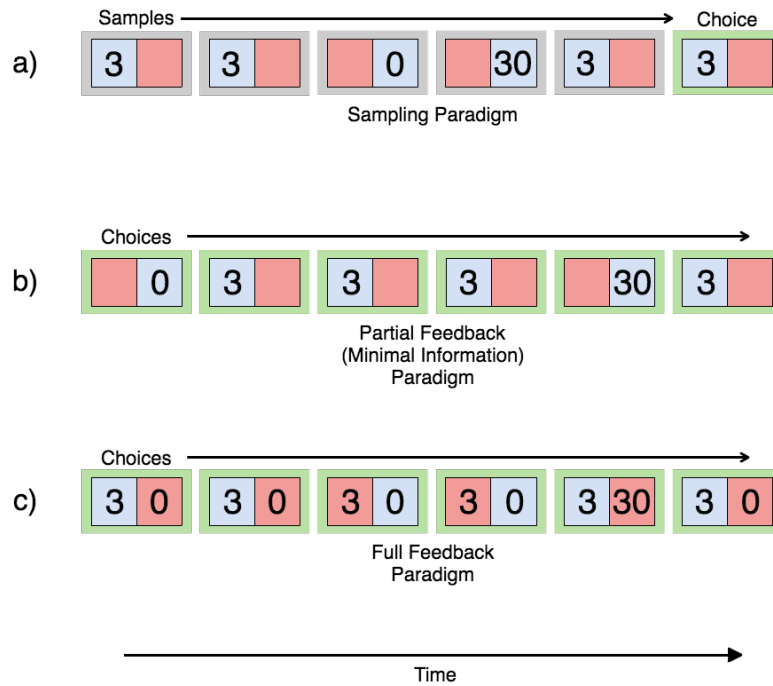 Samples
Choice
a) 3 3 0 30 3 3
Sampling Paradigm
Choices
b) 0 3 3 3 30 3
Partial Feedback
(Minimal Information)
Paradigm
Choices
c) 3 0 3 0 3 0 3 0 3 30 3 0
Full Feedback
Paradigm
Time